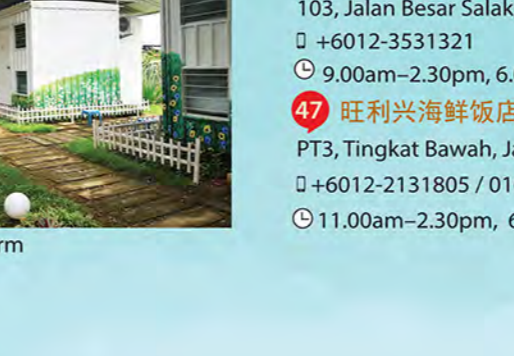 103, Jalan Besar Salak
+6012-3531321
9.00am–2.30pm, 6.
47 旺利兴海鲜饭店
PT3, Tingkat Bawah, Ja
+6012-2131805 / 01
11.00am–2.30pm, 6
rm